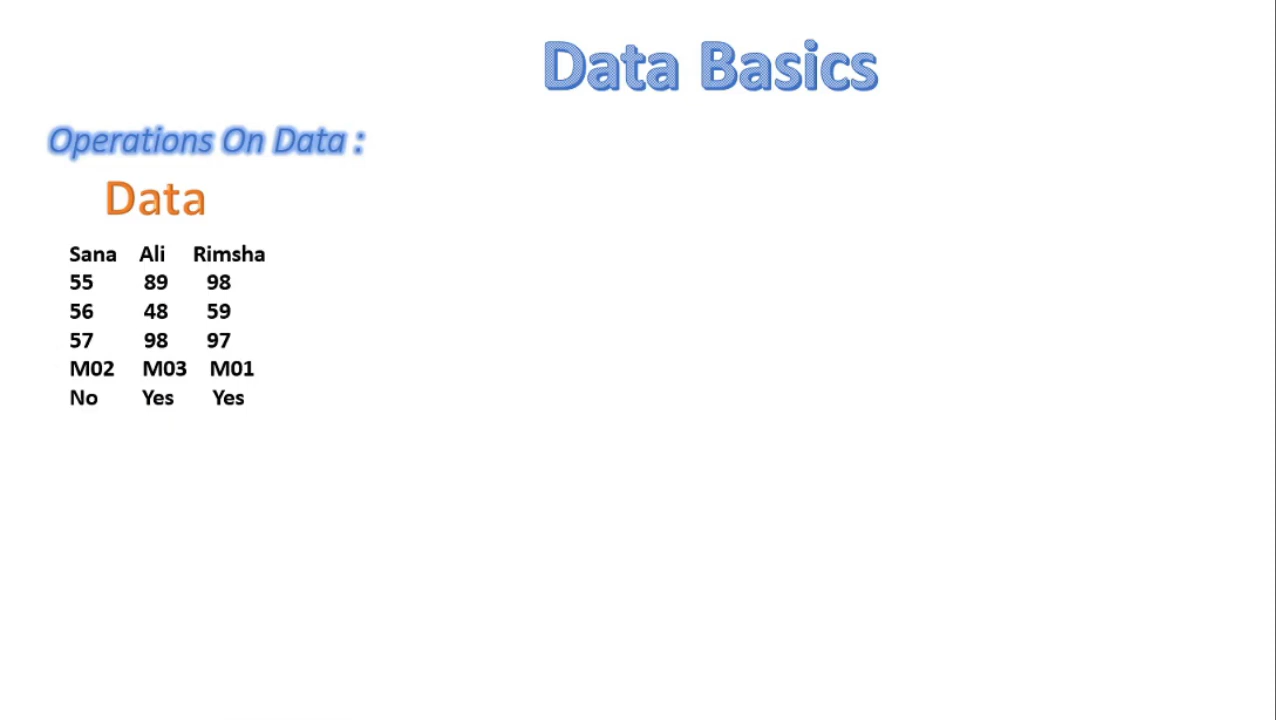 Data Basics
Operations On Data :
Data
Sana Ali Rimsha
55 89 98
56 48 59
57 98 97
M02 M03 M01
No Yes Yes